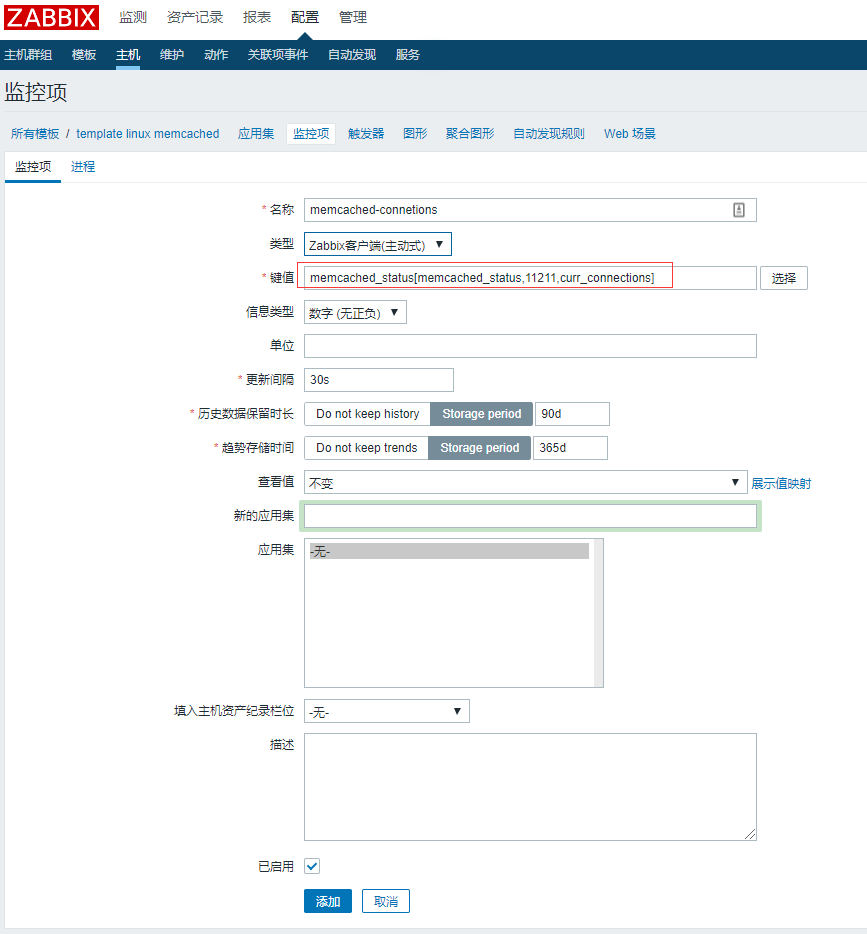 ZABBIX 监测 资产记录 报表 配置 管理
主机群组 模板 主机 维护 动作 关联项事件 自动发现 服务
监控项
所有模板 / template linux memcached 应用集 监控项 触发器 图形 聚合图形 自动发现规则 Web 场景
监控项 进程
* 名称 memcached-connetions
类型 Zabbix客户端(主动式) ▼
* 键值 memcached_status[memcached_status,11211,curr_connections] 选择
信息类型 数字 (无正负) ▼
单位
* 更新间隔 30s
* 历史数据保留时长 Do not keep history Storage period 90d
* 趋势存储时间 Do not keep trends Storage period 365d
查看值 不变 ▼ 展示值映射
新的应用集
应用集 -无-
填入主机资产纪录栏位 -无- ▼
描述
已启用
添加 取消